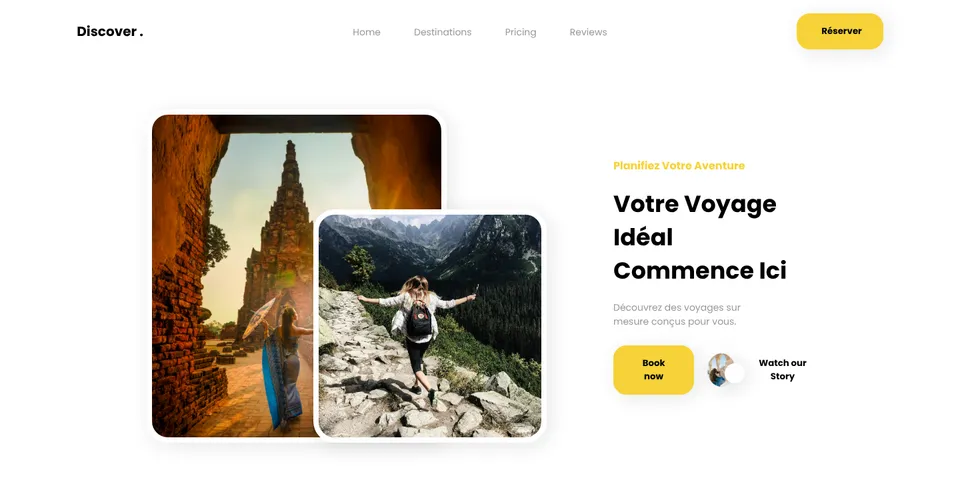 Discover .
Home
Destinations
Pricing
Reviews
Réserver
Planifiez Votre Aventure
Votre Voyage
Idéal
Commence Ici
Découvrez des voyages sur
mesure conçus pour vous.
Book
now
Watch our
Story